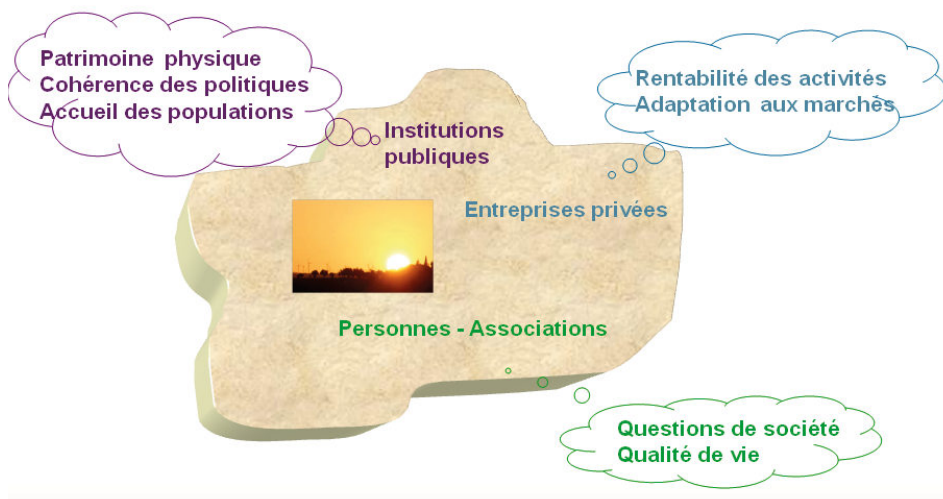 Patrimoine physique
Cohérence des politiques
Accueil des populations
Rentabilité des activités
Adaptation aux marchés
Institutions
publiques
Entreprises privées
Personnes - Associations
Questions de société
Qualité de vie